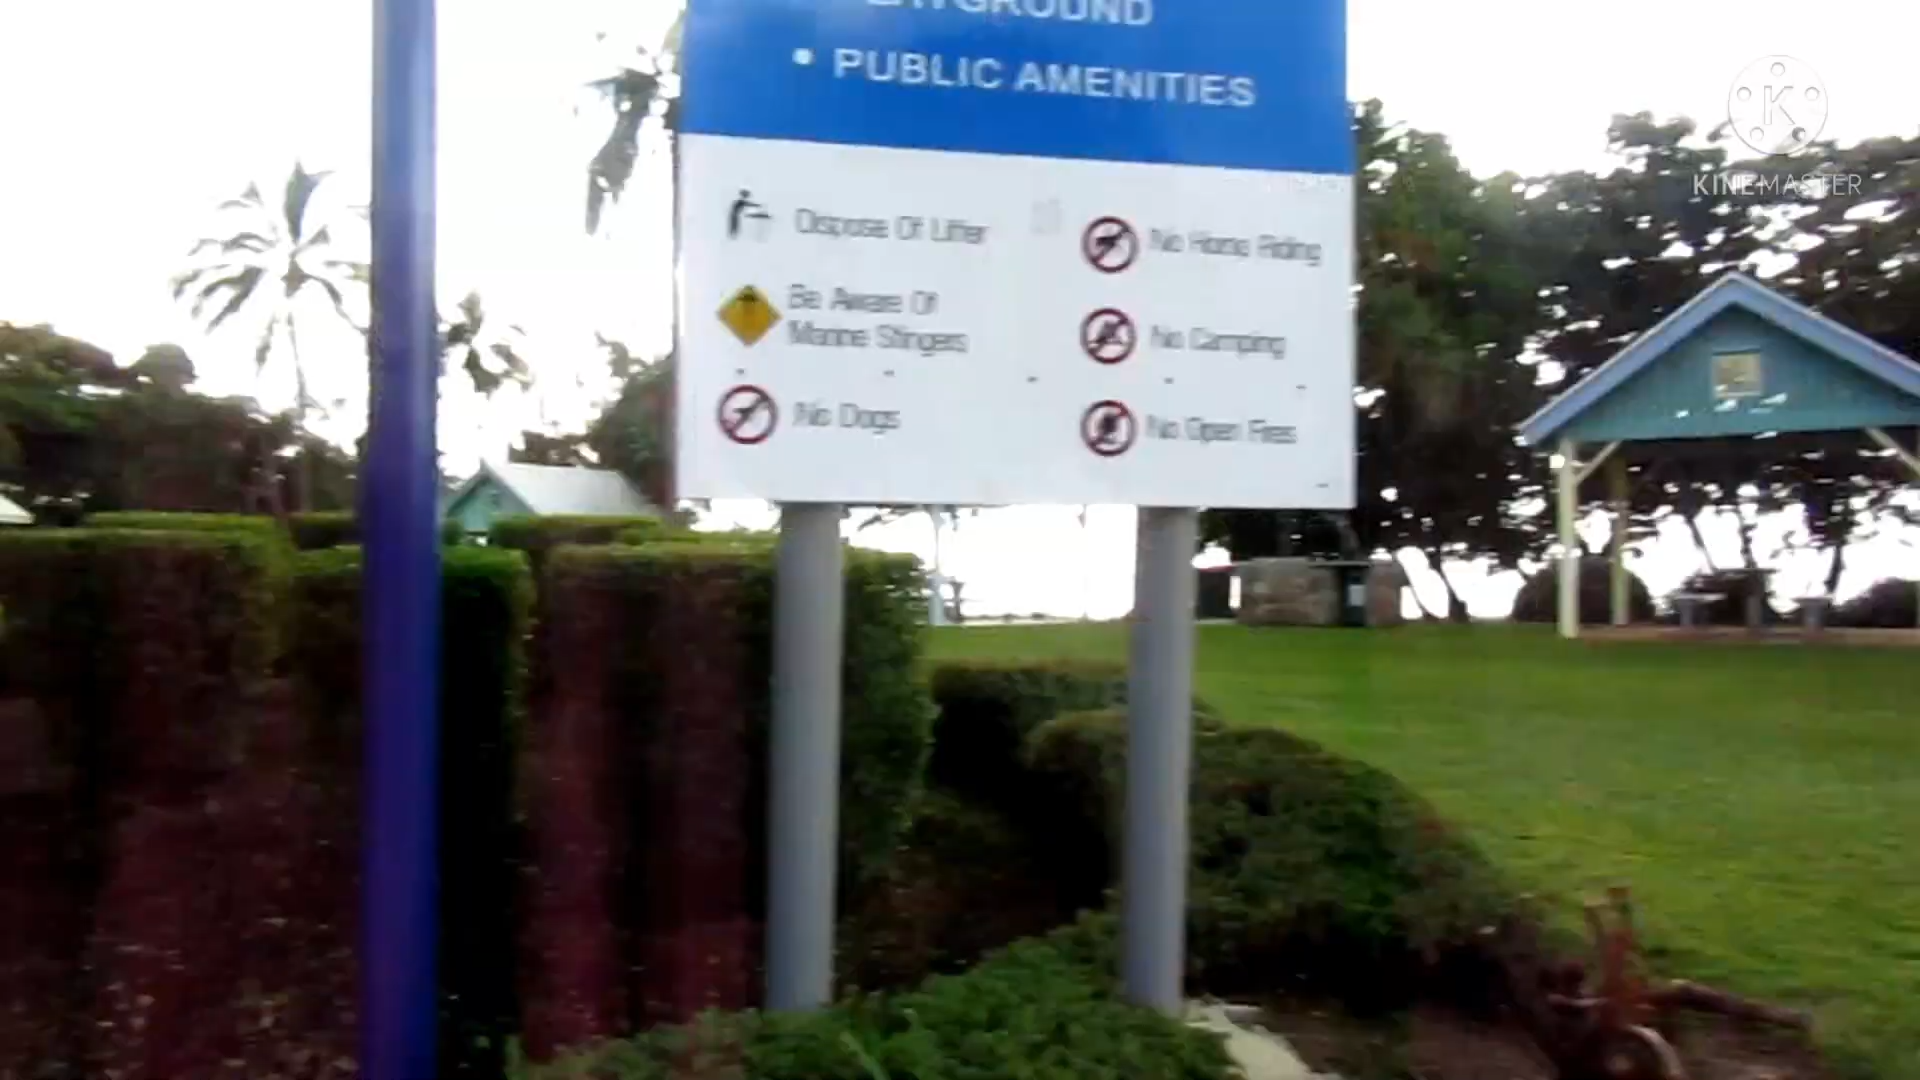 PLAYGROUND
• PUBLIC AMENITIES
Dispose Of Litter
Be Aware Of
Marine Stingers
No Dogs
No Horse Riding
No Camping
No Open Fires
KINEMASTER